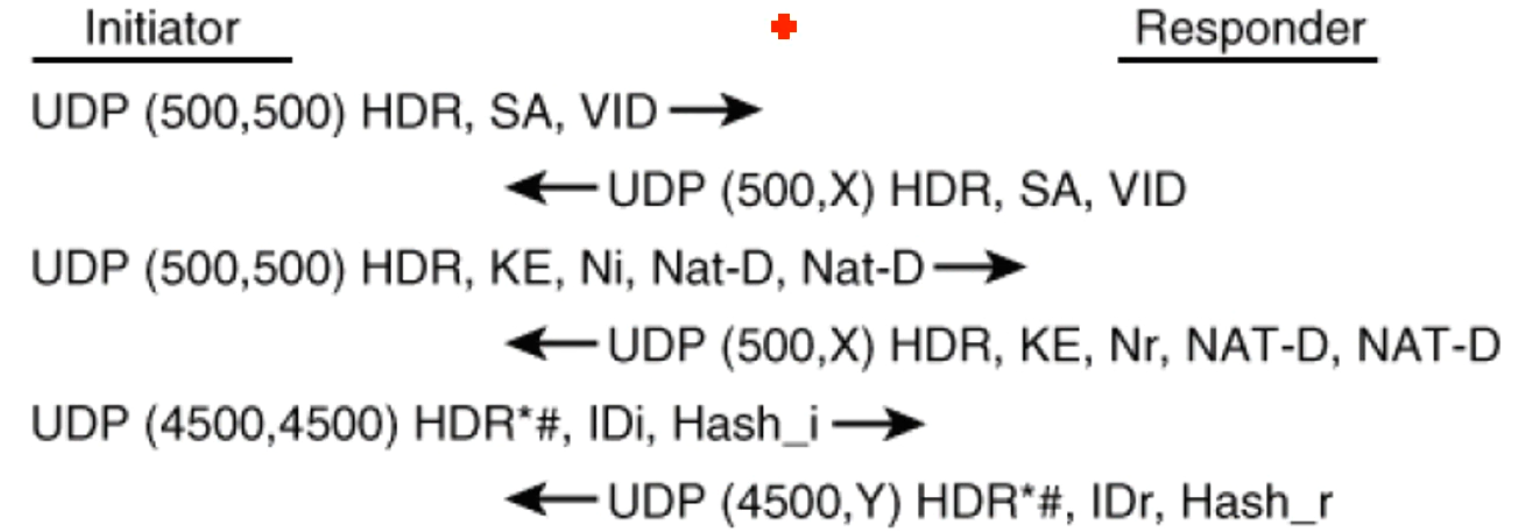 Initiator
Responder
UDP (500,500) HDR, SA, VID
UDP (500,X) HDR, SA, VID
UDP (500,500) HDR, KE, Ni, Nat-D, Nat-D
UDP (500,X) HDR, KE, Nr, NAT-D, NAT-D
UDP (4500,4500) HDR*#, IDi, Hash_i
UDP (4500,Y) HDR*#, IDr, Hash_r